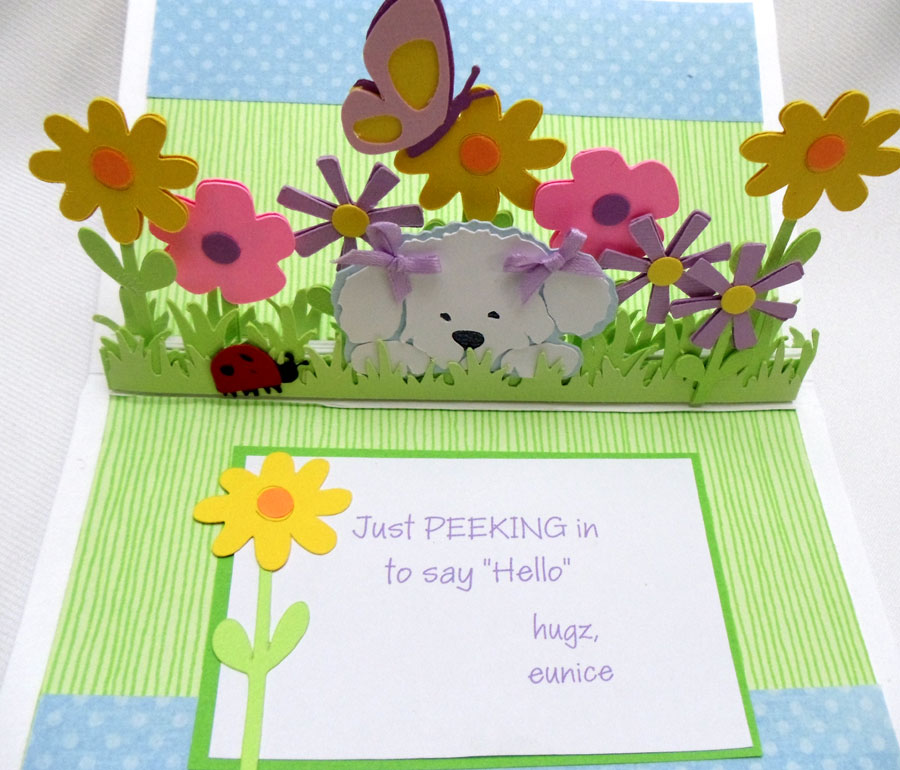 Just PEEKING in
to say "Hello"
hugz,
eunice